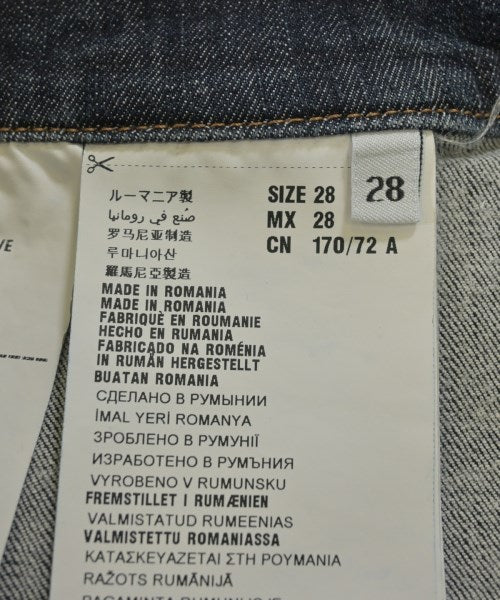 ルーマニア製
صنع في رومانيا
罗马尼亚制造
루마니아산
羅馬尼亞製造
MADE IN ROMANIA
MADE IN ROMANIA
FABRIQUÈ EN ROUMANIE
HECHO EN RUMANIA
FABRICADO NA ROMÉNIA
IN RUMÄN HERGESTELLT
BUATAN ROMANIA
СДЕЛАНО В РУМЫНИИ
İMAL YERİ ROMANYA
ЗРОБЛЕНО В РУМУНІЇ
ИЗРАБОТЕНО В РУМЪНИЯ
VYROBENO V RUMUNSKU
FREMSTILLET I RUMÆNIEN
VALMISTATUD RUMEENIAS
VALMISTETTU ROMANIASSA
ΚΑΤΑΣΚΕΥΑΖΕΤΑΙ ΣΤΗ ΡΟΥΜΑΝΙΑ
RAŽOTS RUMĀNIJĀ
SIZE 28
MX 28
CN 170/72 A
28